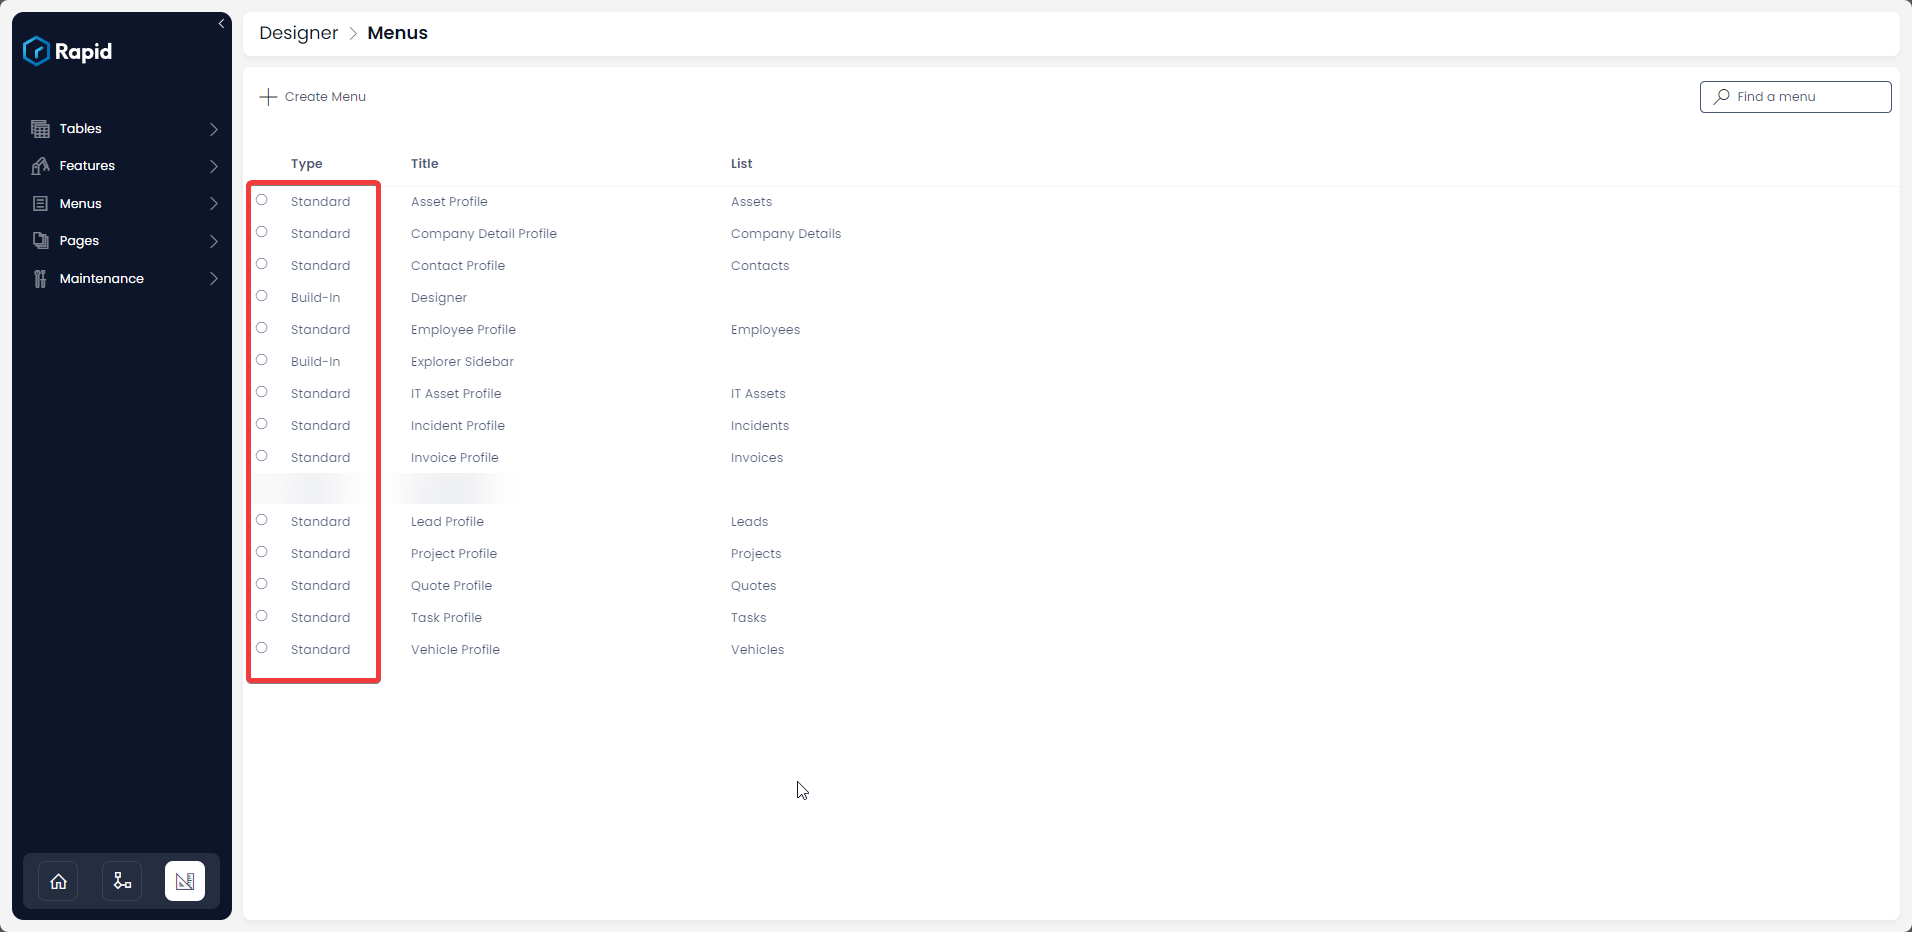 Rapid
Tables
Features
Menus
Pages
Maintenance
Designer > Menus
Create Menu
Find a menu
Type Title List
Standard Asset Profile Assets
Standard Company Detail Profile Company Details
Standard Contact Profile Contacts
Build-In Designer
Standard Employee Profile Employees
Build-In Explorer Sidebar
Standard IT Asset Profile IT Assets
Standard Incident Profile Incidents
Standard Invoice Profile Invoices
Standard Lead Profile Leads
Standard Project Profile Projects
Standard Quote Profile Quotes
Standard Task Profile Tasks
Standard Vehicle Profile Vehicles